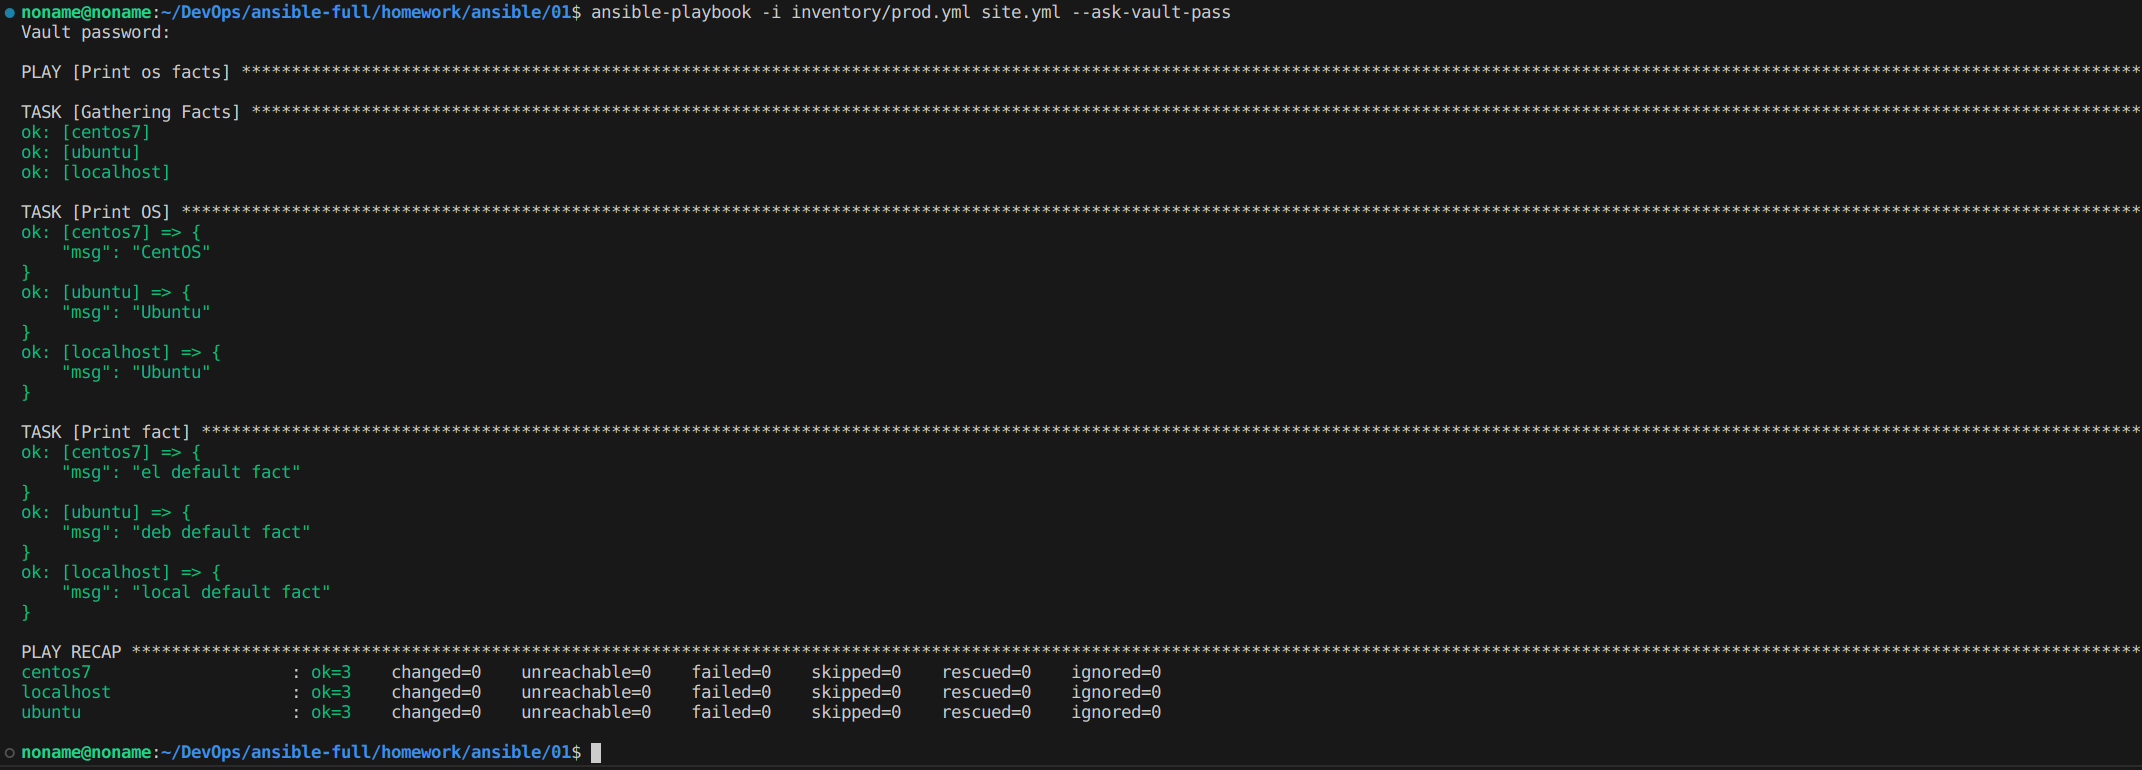 noname@noname:~/DevOps/ansible-full/homework/ansible/01$ ansible-playbook -i inventory/prod.yml site.yml --ask-vault-pass
Vault password:
PLAY [Print os facts] **********************************************************************************************************************************************************************************************
TASK [Gathering Facts] *********************************************************************************************************************************************************************************************
ok: [centos7]
ok: [ubuntu]
ok: [localhost]
TASK [Print OS] ****************************************************************************************************************************************************************************************************
ok: [centos7] => {
    "msg": "CentOS"
}
ok: [ubuntu] => {
    "msg": "Ubuntu"
}
ok: [localhost] => {
    "msg": "Ubuntu"
}
TASK [Print fact] **************************************************************************************************************************************************************************************************
ok: [centos7] => {
    "msg": "el default fact"
}
ok: [ubuntu] => {
    "msg": "deb default fact"
}
ok: [localhost] => {
    "msg": "local default fact"
}
PLAY RECAP *********************************************************************************************************************************************************************************************************
centos7                    : ok=3    changed=0    unreachable=0    failed=0    skipped=0    rescued=0    ignored=0
localhost                  : ok=3    changed=0    unreachable=0    failed=0    skipped=0    rescued=0    ignored=0
ubuntu                     : ok=3    changed=0    unreachable=0    failed=0    skipped=0    rescued=0    ignored=0
noname@noname:~/DevOps/ansible-full/homework/ansible/01$